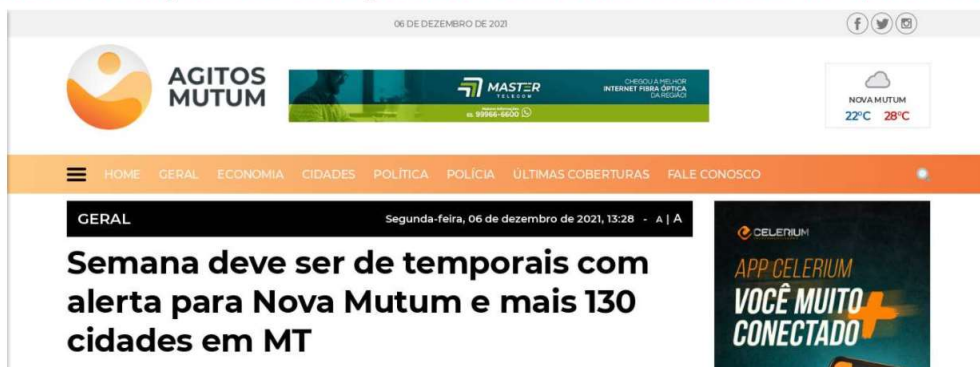 06 DE DEZEMBRO DE 2021
AGITOS
MUTUM
MASTER
TELECOM
CHEGOU A MELHOR
INTERNET FIBRA ÓPTICA
DA REGIÃO!
99966-6600
NOVA MUTUM
22°C 28°C
HOME GERAL ECONOMIA CIDADES POLÍTICA POLÍCIA ÚLTIMAS COBERTURAS FALE CONOSCO
GERAL
Segunda-feira, 06 de dezembro de 2021, 13:28 - A | A
Semana deve ser de temporais com
alerta para Nova Mutum e mais 130
cidades em MT
CELERIUM
APP CELERIUM
VOCÊ MUITO+
CONECTADO